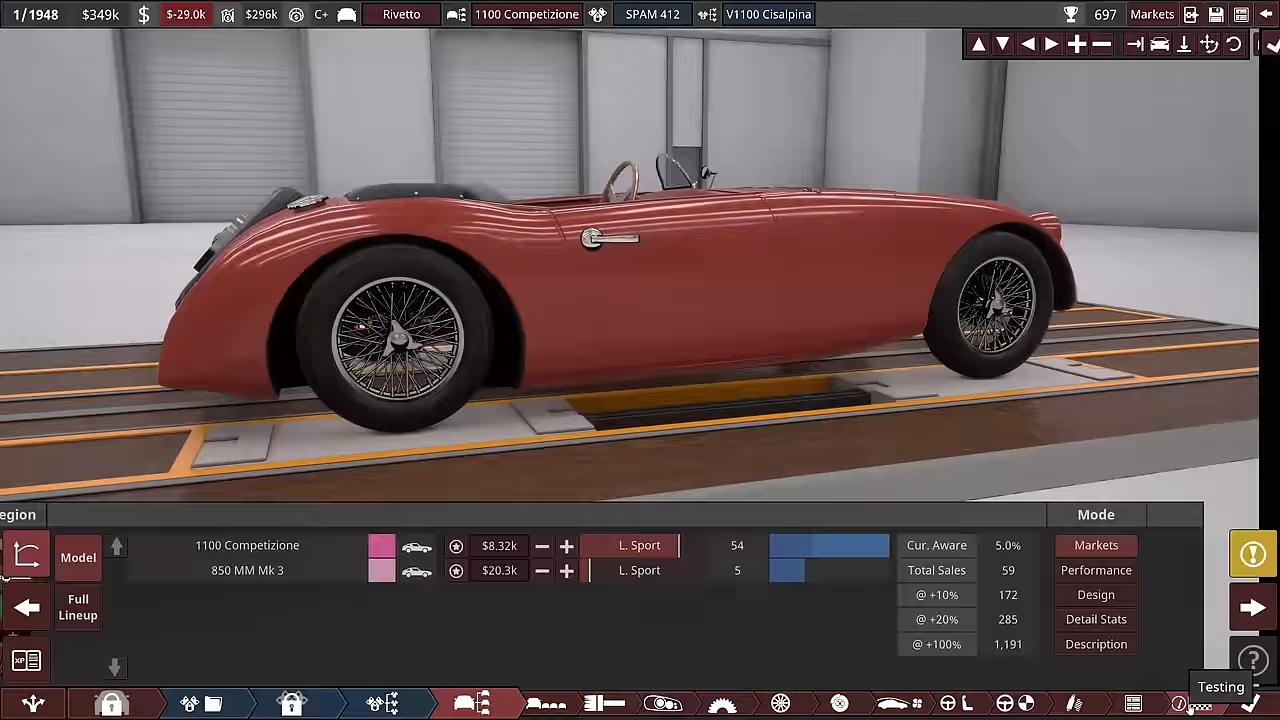 1/1948 $349k $ $-29.0k $296k C+ Rivetto 1100 Competizione SPAM 412 V1100 Cisalpina 697 Markets
egion Mode
Model 1100 Competizione $8.32k L. Sport 54 Cur. Aware 5.0% Markets
850 MM Mk 3 $20.3k L. Sport 5 Total Sales 59 Performance
Full Lineup @ +10% 172 Design
@ +20% 285 Detail Stats
@ +100% 1,191 Description
XP
Testing